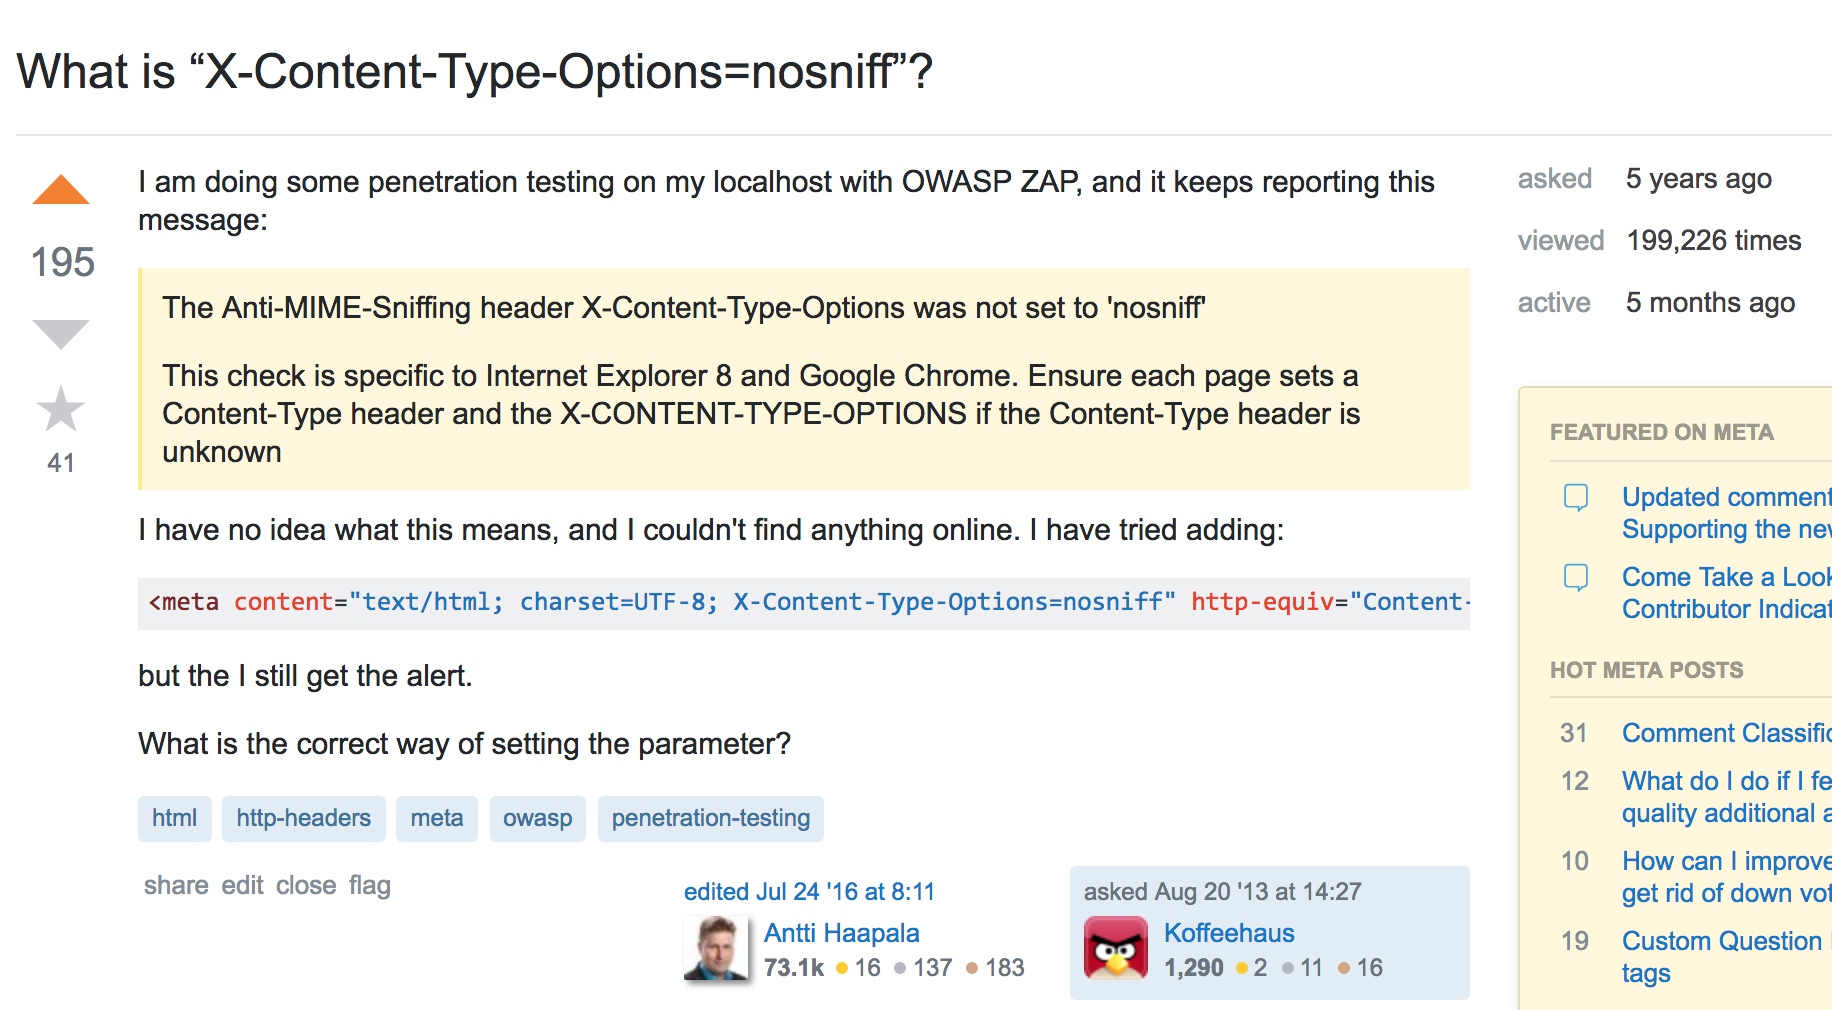 What is “X-Content-Type-Options=nosniff”?
195
41
I am doing some penetration testing on my localhost with OWASP ZAP, and it keeps reporting this
message:
The Anti-MIME-Sniffing header X-Content-Type-Options was not set to 'nosniff'
This check is specific to Internet Explorer 8 and Google Chrome. Ensure each page sets a
Content-Type header and the X-CONTENT-TYPE-OPTIONS if the Content-Type header is
unknown
I have no idea what this means, and I couldn't find anything online. I have tried adding:
<meta content="text/html; charset=UTF-8; X-Content-Type-Options=nosniff" http-equiv="Content-
but the I still get the alert.
What is the correct way of setting the parameter?
html http-headers meta owasp penetration-testing
share edit close flag
edited Jul 24 '16 at 8:11
Antti Haapala
73.1k 16 137 183
asked Aug 20 '13 at 14:27
Koffeehaus
1,290 2 11 16
asked 5 years ago
viewed 199,226 times
active 5 months ago
FEATURED ON META
Updated comment
Supporting the new
Come Take a Look
Contributor Indicat
HOT META POSTS
31 Comment Classific
12 What do I do if I fe
quality additional a
10 How can I improve
get rid of down vot
19 Custom Question
tags